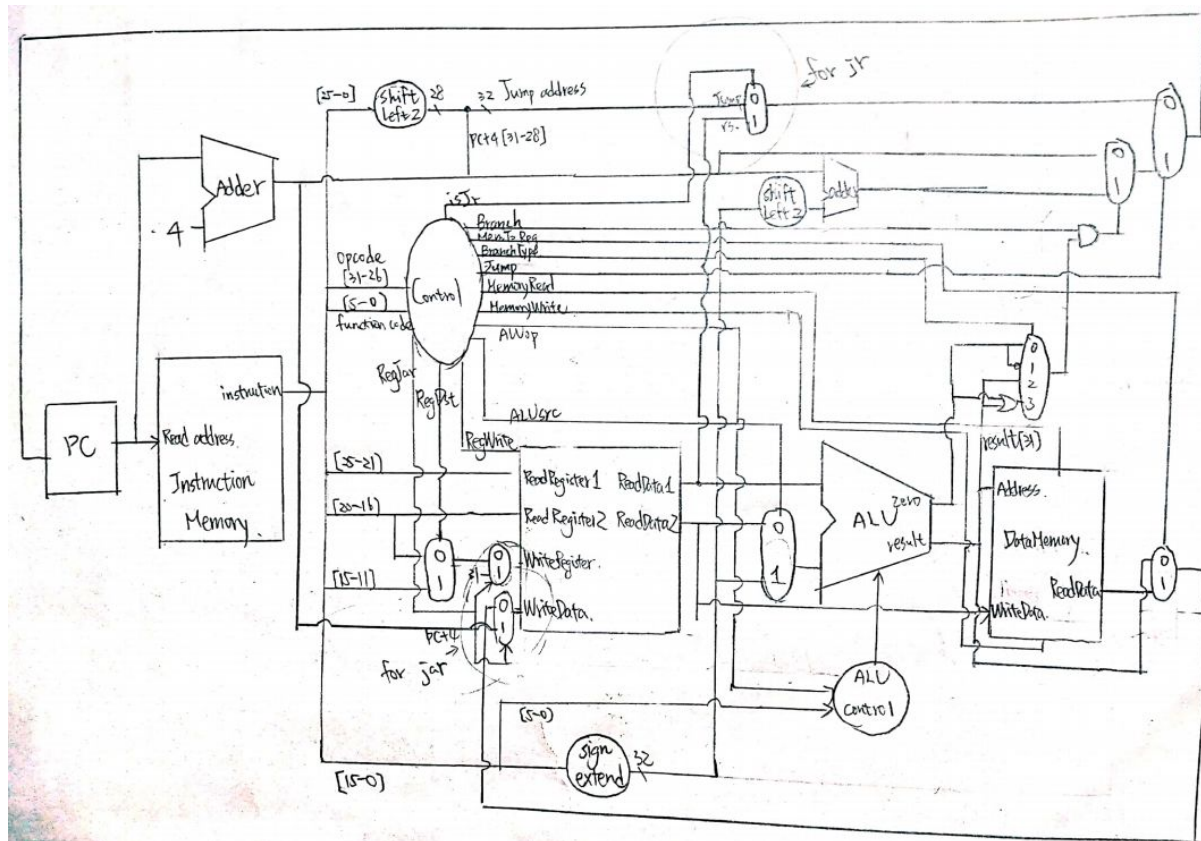 for jr
[25-0]
shift
left 2
28
32 Jump address
PC+4 [31-28]
Jump
rs.
0
1
0
1
0
1
Adder
4
shift
left 2
adder
isJr
Branch
MemToReg
BranchType
Jump
MemoryRead
MemoryWrite
ALUop
Opcode
[31-26]
Control
[5-0]
function code
RegJar
RegDst
ALUsrc
RegWrite
0
1
2
3
result[31]
PC
instruction
Read address.
Instruction
Memory.
[25-21]
[20-16]
[15-11]
ReadRegister1
ReadData1
ReadRegister2
ReadData2
WriteRegister.
WriteData.
0
1
31
0
1
0
1
PC+4
for jar
0
1
ALU
zero
result
Address.
DataMemory
ReadData
WriteData.
0
1
ALU
control
[5-0]
sign
extend
32
[15-0]